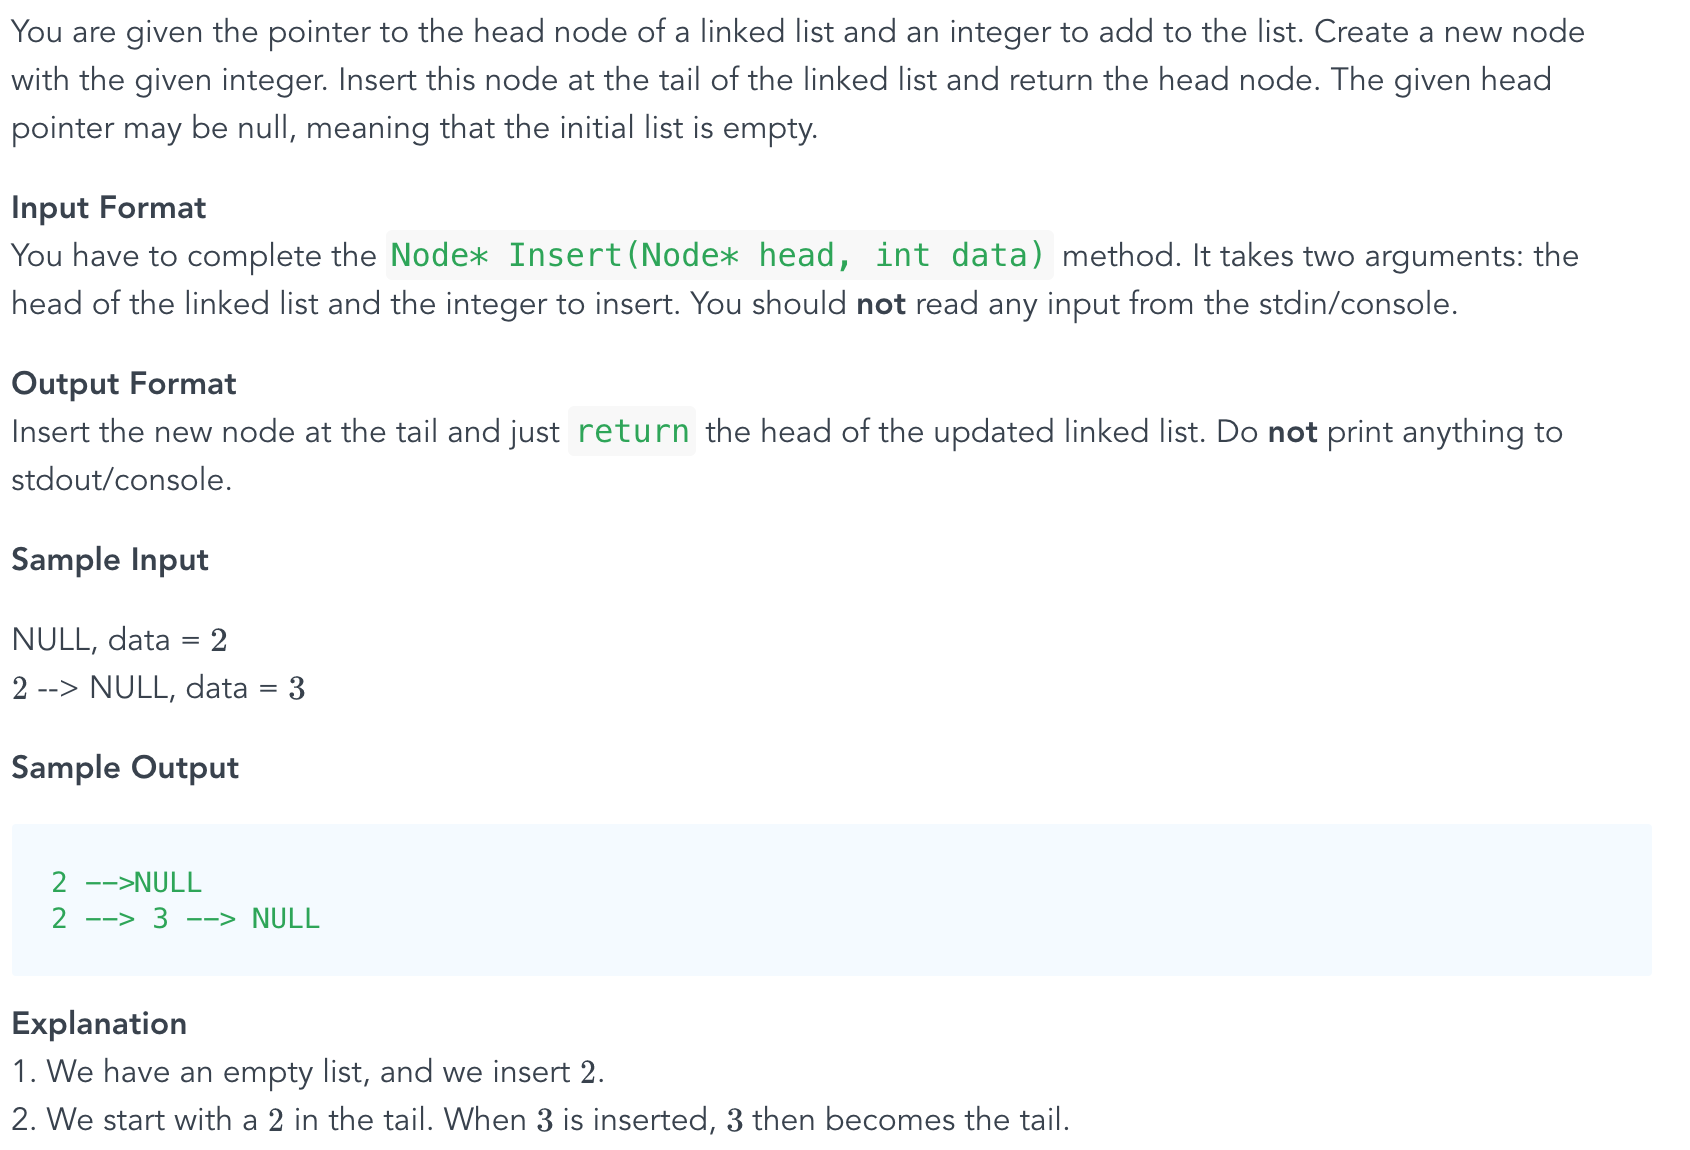 You are given the pointer to the head node of a linked list and an integer to add to the list. Create a new node
with the given integer. Insert this node at the tail of the linked list and return the head node. The given head
pointer may be null, meaning that the initial list is empty.
Input Format
You have to complete the Node* Insert(Node* head, int data) method. It takes two arguments: the
head of the linked list and the integer to insert. You should not read any input from the stdin/console.
Output Format
Insert the new node at the tail and just return the head of the updated linked list. Do not print anything to
stdout/console.
Sample Input
NULL, data = 2
2 --> NULL, data = 3
Sample Output
2 -->NULL
2 --> 3 --> NULL
Explanation
1. We have an empty list, and we insert 2.
2. We start with a 2 in the tail. When 3 is inserted, 3 then becomes the tail.